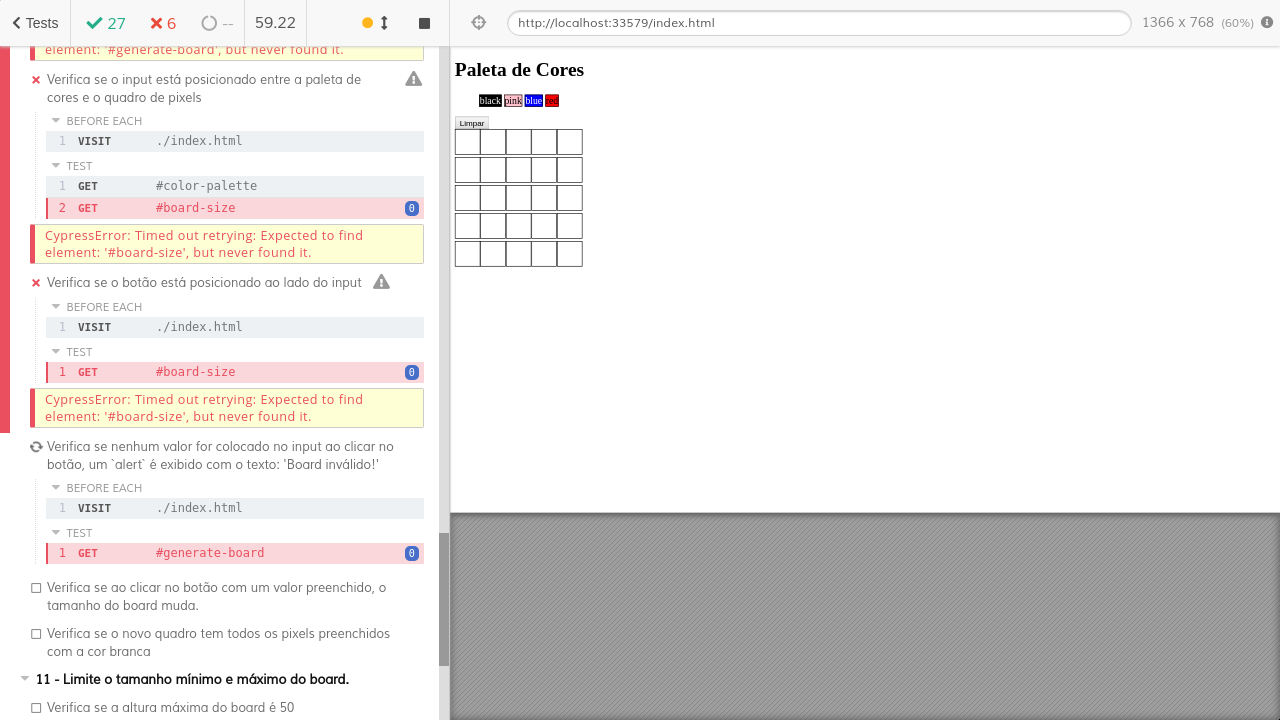 Tests 27 6 -- 59.22 http://localhost:33579/index.html 1366 x 768 (60%)
element: '#generate-board', but never found it.
Verifica se o input está posicionado entre a paleta de
cores e o quadro de pixels
BEFORE EACH
1 VISIT ./index.html
TEST
1 GET #color-palette
2 GET #board-size 0
CypressError: Timed out retrying: Expected to find
element: '#board-size', but never found it.
Verifica se o botão está posicionado ao lado do input
BEFORE EACH
1 VISIT ./index.html
TEST
1 GET #board-size 0
CypressError: Timed out retrying: Expected to find
element: '#board-size', but never found it.
Verifica se nenhum valor for colocado no input ao clicar no
botão, um `alert` é exibido com o texto: 'Board inválido!'
BEFORE EACH
1 VISIT ./index.html
TEST
1 GET #generate-board 0
Verifica se ao clicar no botão com um valor preenchido, o
tamanho do board muda.
Verifica se o novo quadro tem todos os pixels preenchidos
com a cor branca
11 - Limite o tamanho mínimo e máximo do board.
Verifica se a altura máxima do board é 50
Paleta de Cores
black pink blue red
Limpar